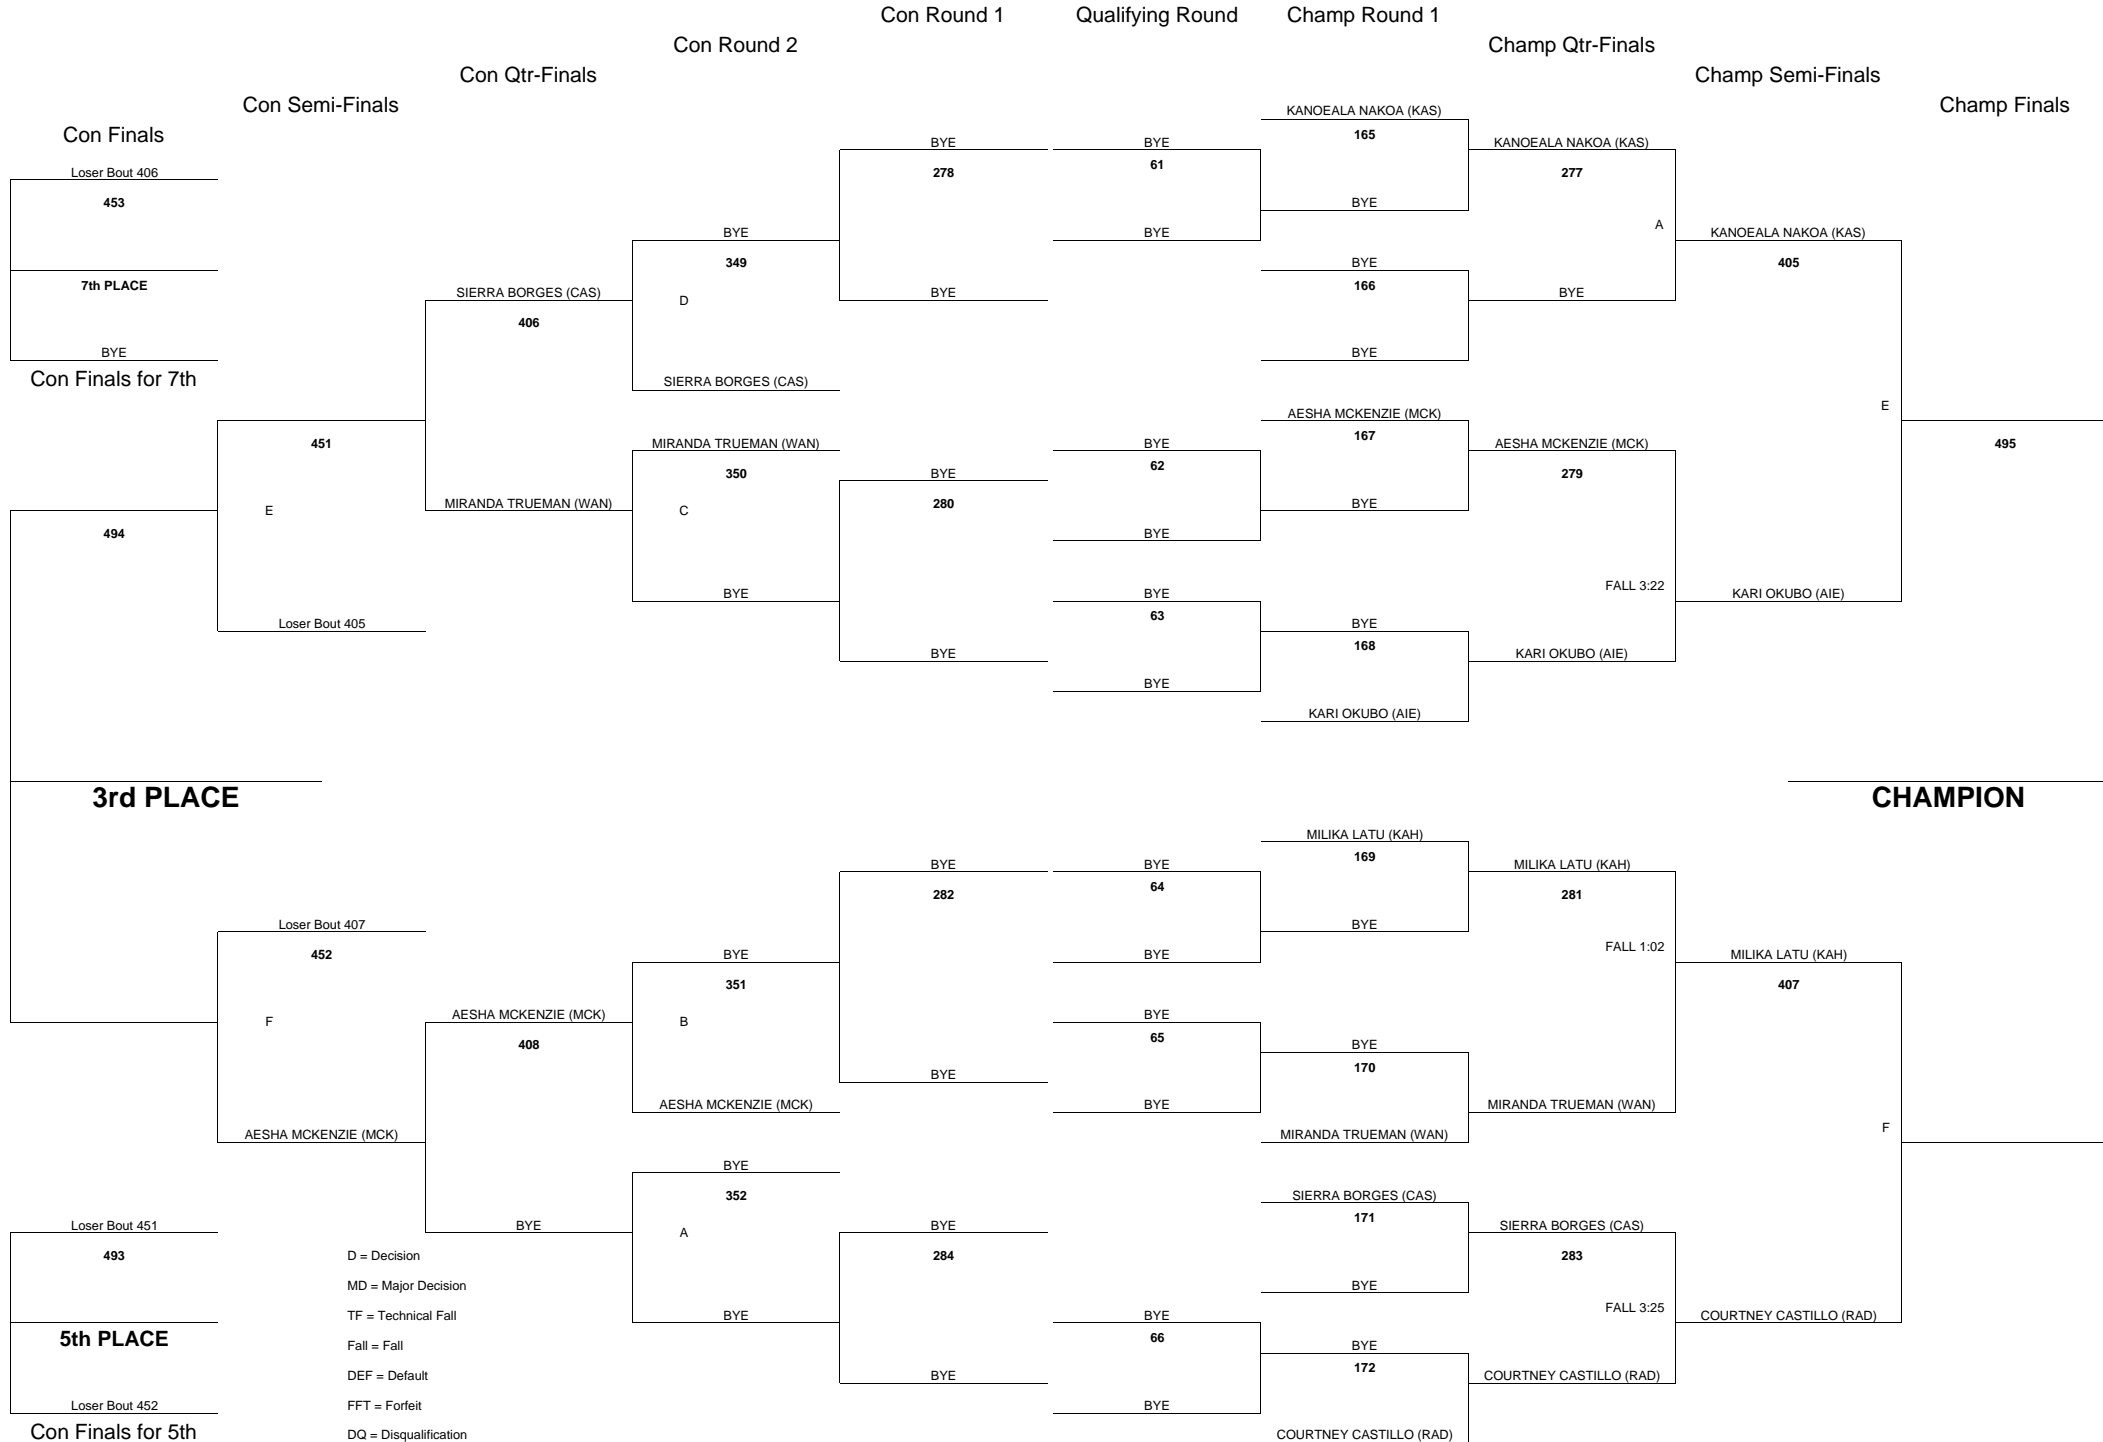 Con Round 1 Qualifying Round Champ Round 1
Con Round 2 Champ Qtr-Finals
Con Qtr-Finals Champ Semi-Finals
Con Semi-Finals Champ Finals
Con Finals
KANOEALA NAKOA (KAS)
165
BYE BYE KANOEALA NAKOA (KAS)
Loser Bout 406 278 61 277
453 BYE
BYE BYE A KANOEALA NAKOA (KAS)
349 BYE 405
7th PLACE 166
SIERRA BORGES (CAS) D BYE BYE
406
BYE BYE
Con Finals for 7th SIERRA BORGES (CAS)
E
AESHA MCKENZIE (MCK)
451 MIRANDA TRUEMAN (WAN) BYE 167 AESHA MCKENZIE (MCK) 495
350 BYE 62 279
MIRANDA TRUEMAN (WAN) 280 BYE
E C
494 BYE
FALL 3:22
BYE BYE KARI OKUBO (AIE)
63
Loser Bout 405 BYE
168
BYE KARI OKUBO (AIE)
BYE
KARI OKUBO (AIE)
3rd PLACE CHAMPION
MILIKA LATU (KAH)
169
BYE BYE MILIKA LATU (KAH)
282 64 281
Loser Bout 407 BYE
452 BYE BYE FALL 1:02 MILIKA LATU (KAH)
351 407
AESHA MCKENZIE (MCK) B BYE
F 408 65 BYE
170
BYE
AESHA MCKENZIE (MCK) BYE MIRANDA TRUEMAN (WAN)
AESHA MCKENZIE (MCK) MIRANDA TRUEMAN (WAN) F
BYE
352 SIERRA BORGES (CAS)
171
Loser Bout 451 BYE A BYE SIERRA BORGES (CAS)
493 D = Decision 284 283
MD = Major Decision BYE
TF = Technical Fall BYE BYE FALL 3:25 COURTNEY CASTILLO (RAD)
5th PLACE Fall = Fall 66 BYE
172
DEF = Default BYE COURTNEY CASTILLO (RAD)
Loser Bout 452 FFT = Forfeit BYE
Con Finals for 5th DQ = Disqualification COURTNEY CASTILLO (RAD)